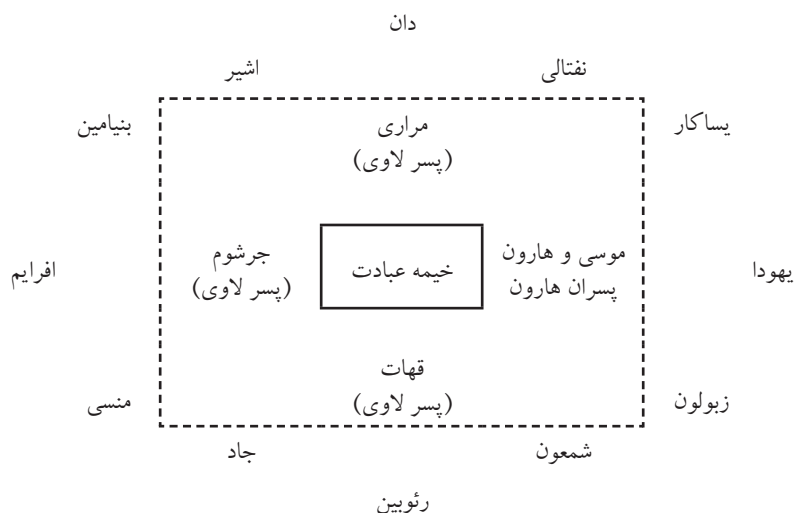 دان
نفتالی
اشیر
یساکار
بنیامین
مراری
(پسر لاوی)
یهودا
موسی و هارون
پسران هارون
خیمه عبادت
جرشوم
(پسر لاوی)
افرایم
قهات
(پسر لاوی)
زبولون
منسی
شمعون
جاد
رئوبین